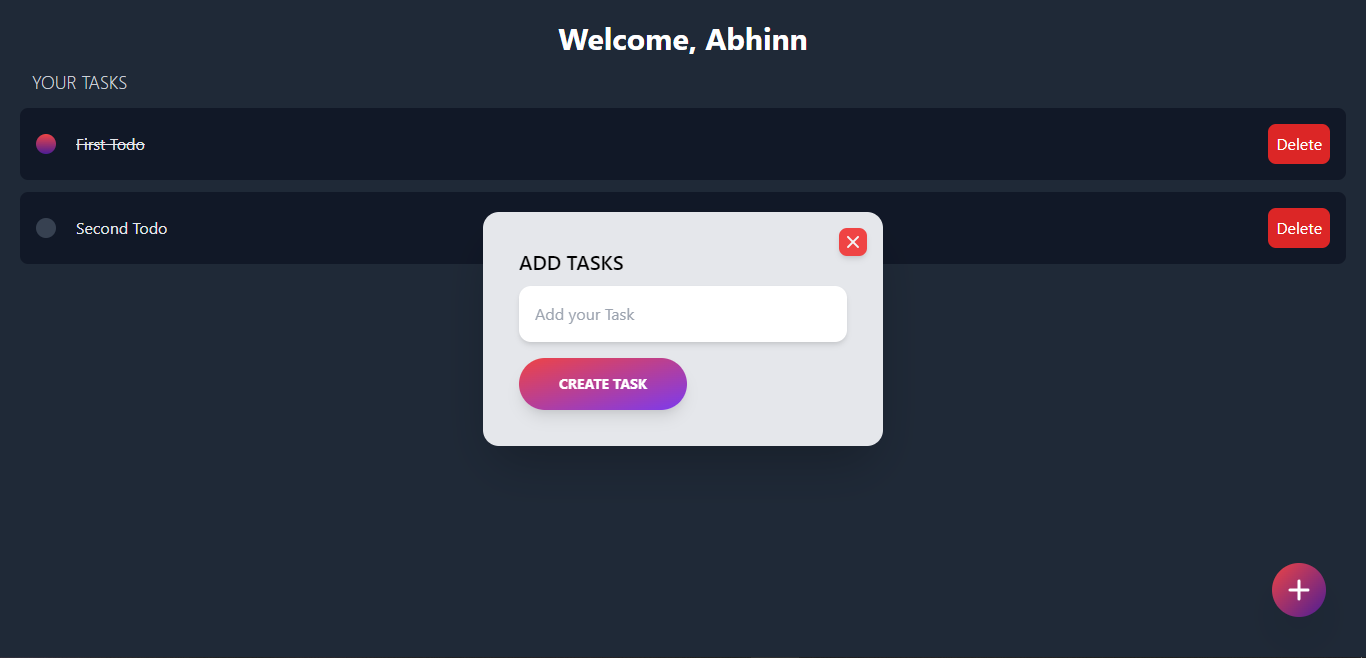 Welcome, Abhinn
YOUR TASKS
First Todo
Delete
Second Todo
Delete
ADD TASKS
Add your Task
CREATE TASK